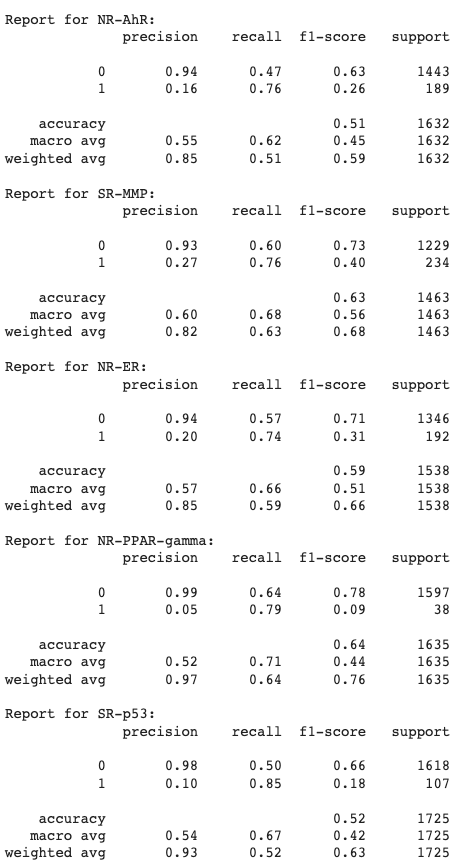 Report for NR-AhR:
precision recall f1-score support
0 0.94 0.47 0.63 1443
1 0.16 0.76 0.26 189
accuracy 0.51 1632
macro avg 0.55 0.62 0.45 1632
weighted avg 0.85 0.51 0.59 1632
Report for SR-MMP:
precision recall f1-score support
0 0.93 0.60 0.73 1229
1 0.27 0.76 0.40 234
accuracy 0.63 1463
macro avg 0.60 0.68 0.56 1463
weighted avg 0.82 0.63 0.68 1463
Report for NR-ER:
precision recall f1-score support
0 0.94 0.57 0.71 1346
1 0.20 0.74 0.31 192
accuracy 0.59 1538
macro avg 0.57 0.66 0.51 1538
weighted avg 0.85 0.59 0.66 1538
Report for NR-PPAR-gamma:
precision recall f1-score support
0 0.99 0.64 0.78 1597
1 0.05 0.79 0.09 38
accuracy 0.64 1635
macro avg 0.52 0.71 0.44 1635
weighted avg 0.97 0.64 0.76 1635
Report for SR-p53:
precision recall f1-score support
0 0.98 0.50 0.66 1618
1 0.10 0.85 0.18 107
accuracy 0.52 1725
macro avg 0.54 0.67 0.42 1725
weighted avg 0.93 0.52 0.63 1725